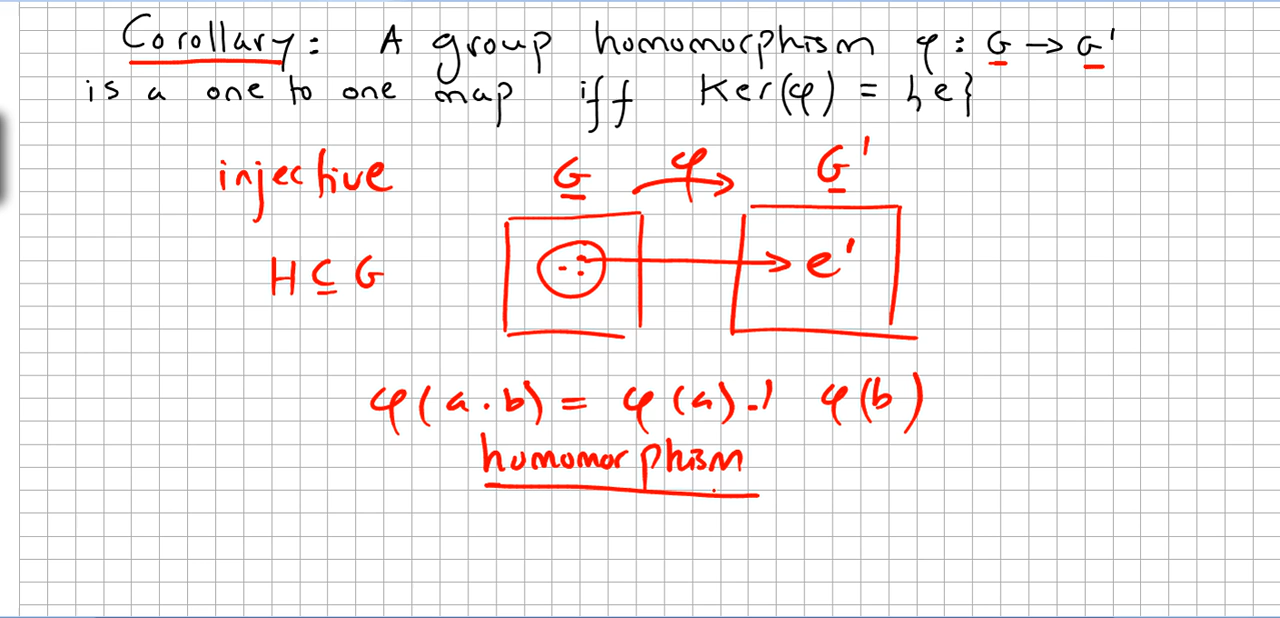 Corollary: A group homomorphism φ : G → G'
is a one to one map iff Ker(φ) = {e}
injective
G φ G'
H ⊆ G
e'
φ(a . b) = φ(a) .' φ(b)
homomorphism